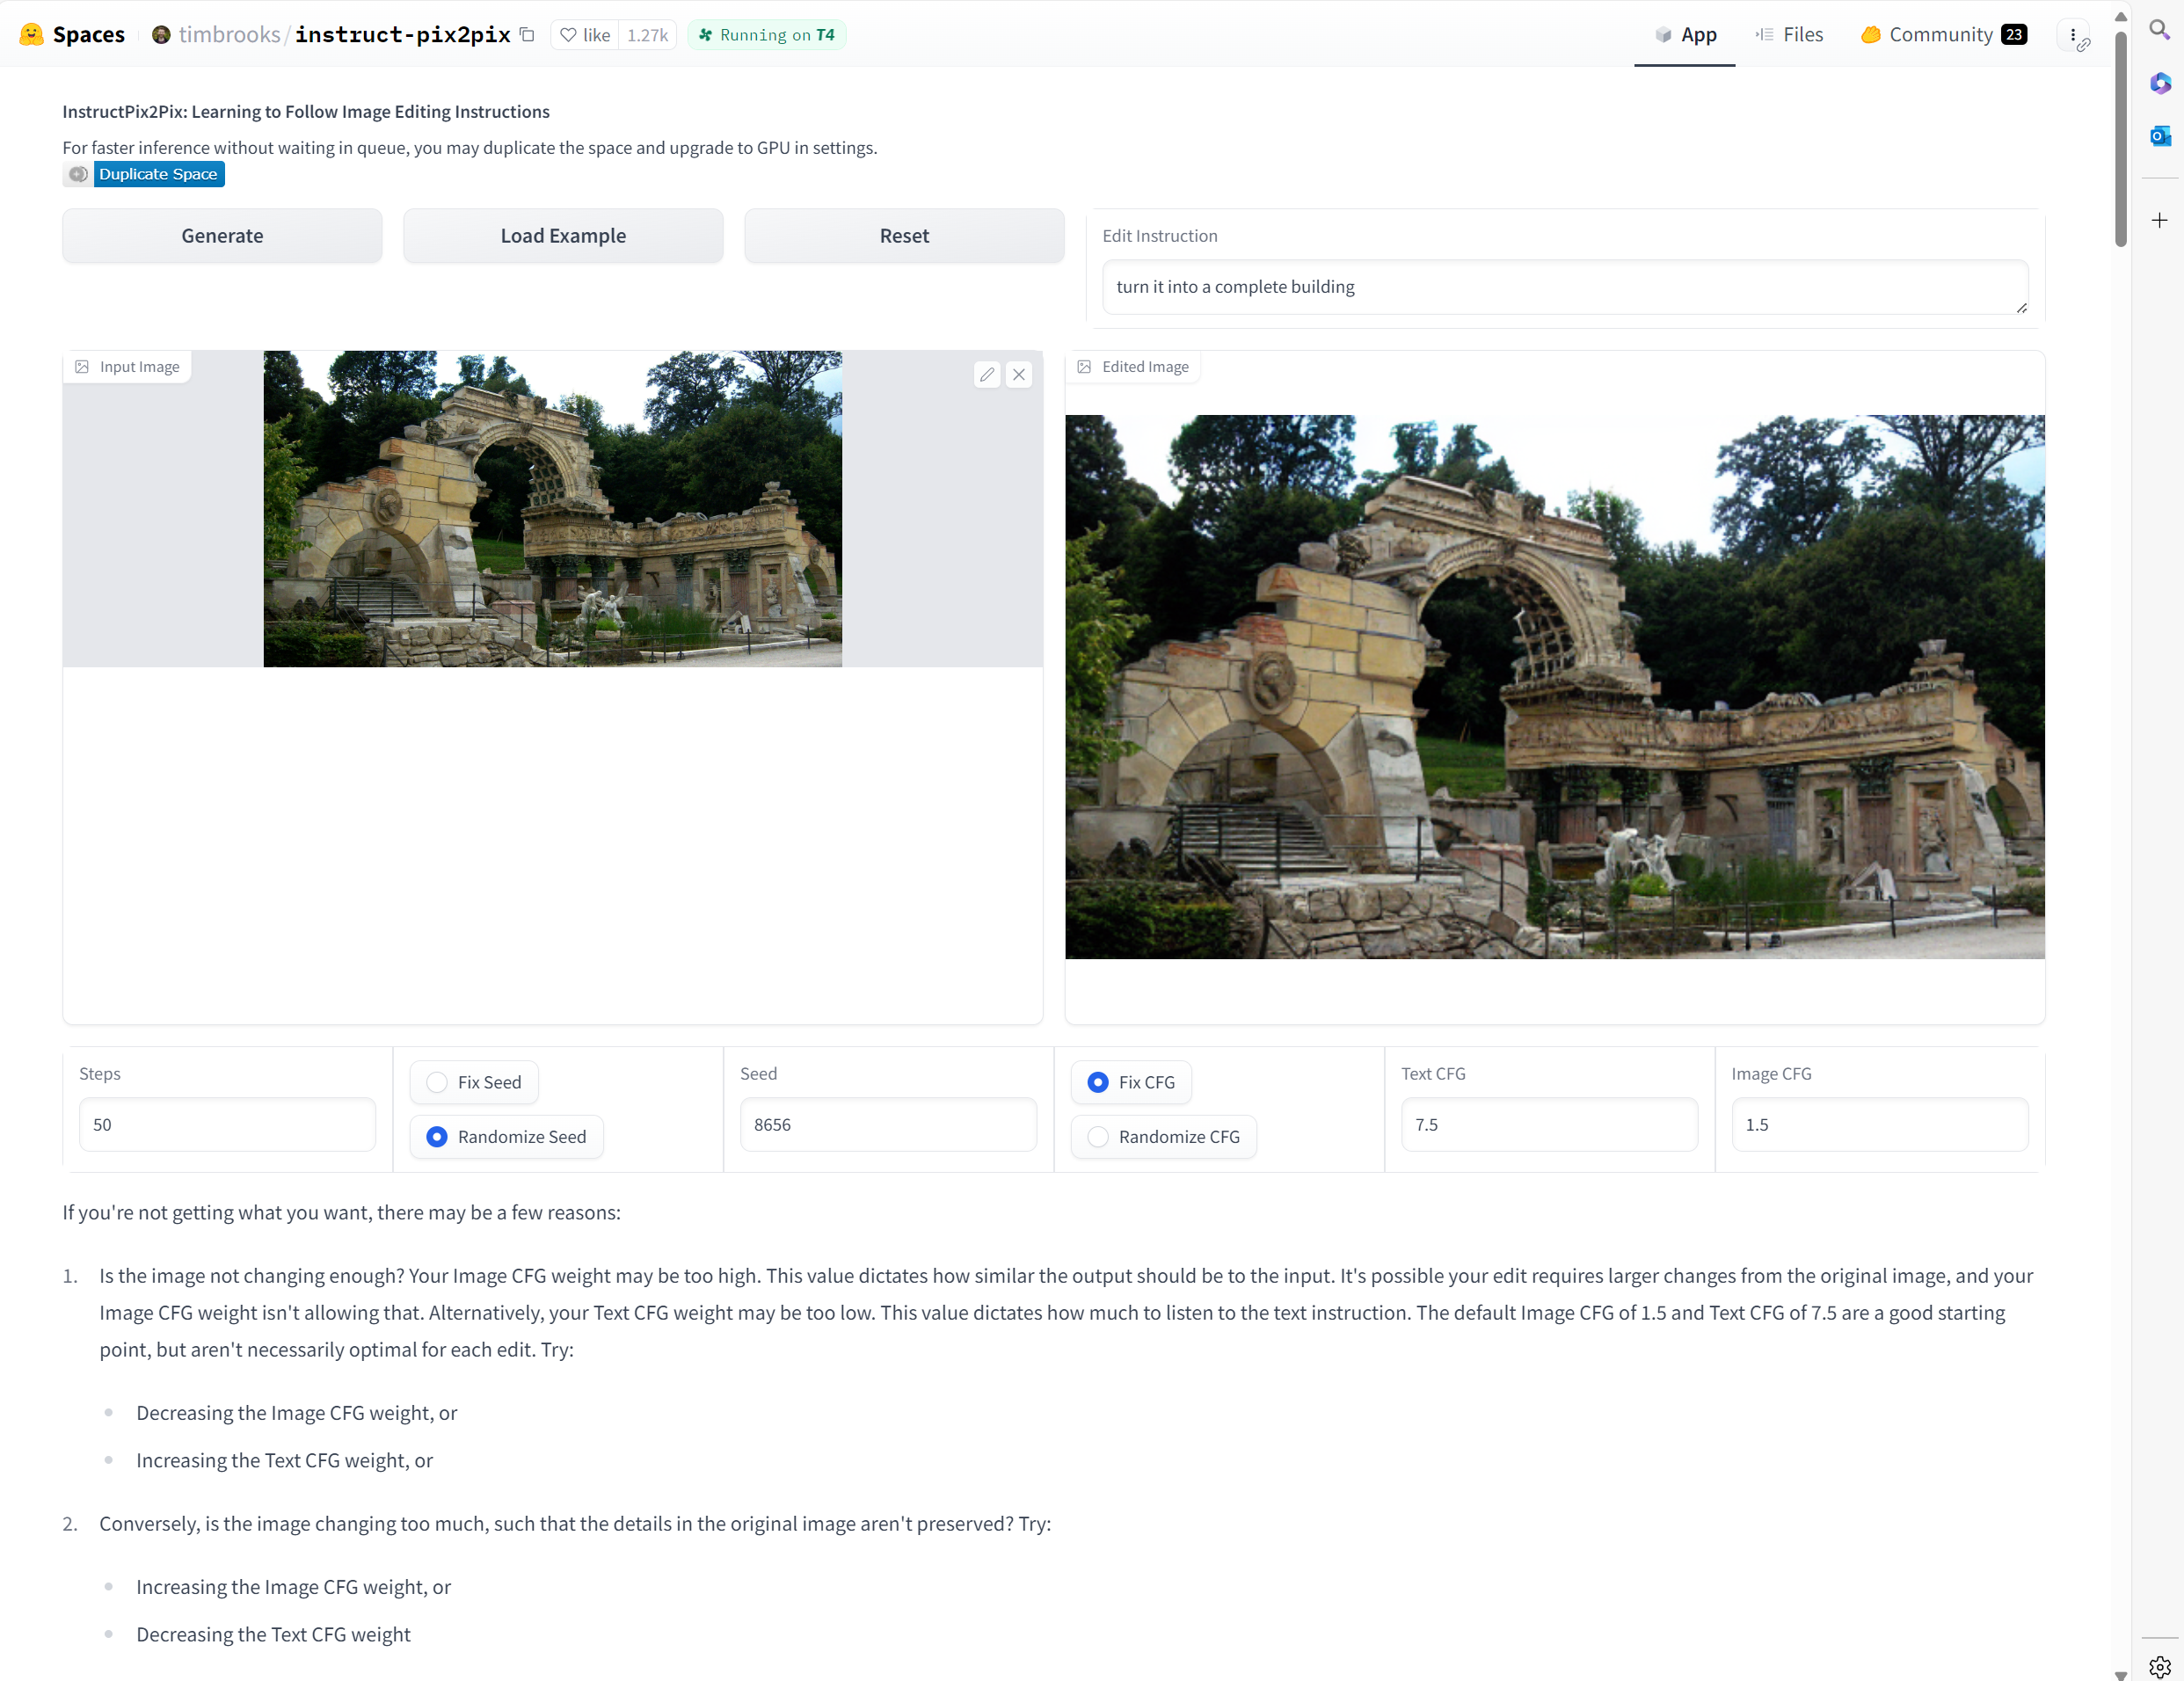 Spaces timbrooks/instruct-pix2pix like 1.27k Running on T4 App Files Community 23
InstructPix2Pix: Learning to Follow Image Editing Instructions
For faster inference without waiting in queue, you may duplicate the space and upgrade to GPU in settings.
Duplicate Space
Generate Load Example Reset
Edit Instruction
turn it into a complete building
Input Image
Edited Image
Steps
50
Fix Seed
Randomize Seed
Seed
8656
Fix CFG
Randomize CFG
Text CFG
7.5
Image CFG
1.5
If you're not getting what you want, there may be a few reasons:
1. Is the image not changing enough? Your Image CFG weight may be too high. This value dictates how similar the output should be to the input. It's possible your edit requires larger changes from the original image, and your
Image CFG weight isn't allowing that. Alternatively, your Text CFG weight may be too low. This value dictates how much to listen to the text instruction. The default Image CFG of 1.5 and Text CFG of 7.5 are a good starting
point, but aren't necessarily optimal for each edit. Try:
Decreasing the Image CFG weight, or
Increasing the Text CFG weight, or
2. Conversely, is the image changing too much, such that the details in the original image aren't preserved? Try:
Increasing the Image CFG weight, or
Decreasing the Text CFG weight